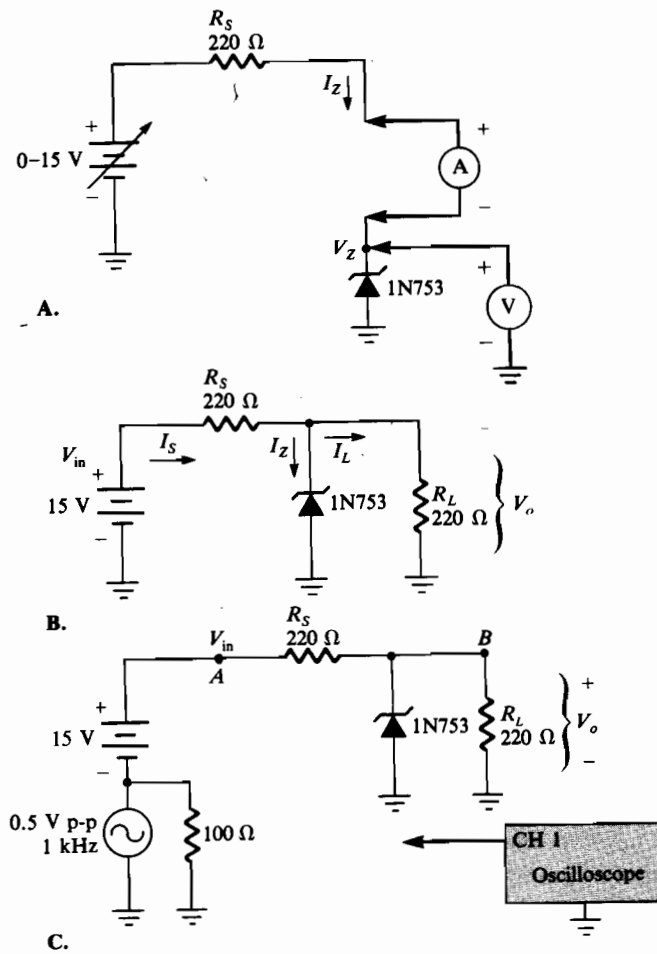 R_S
220 Ω
I_Z
+
0–15 V
−
A
+
−
V_Z
1N753
+
V
−
A.
R_S
220 Ω
V_in
I_S
I_Z
I_L
+
15 V
−
1N753
R_L
220 Ω
V_o
B.
R_S
220 Ω
V_in
A
B
+
15 V
−
1N753
R_L
220 Ω
+
V_o
−
0.5 V p-p
1 kHz
100 Ω
CH 1
Oscilloscope
C.